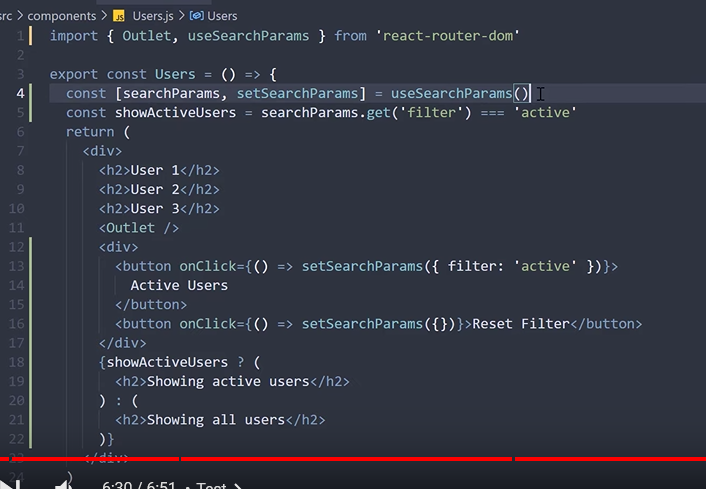 src > components > JS Users.js > Users
1 import { Outlet, useSearchParams } from 'react-router-dom'
2
3 export const Users = () => {
4 const [searchParams, setSearchParams] = useSearchParams()
5 const showActiveUsers = searchParams.get('filter') === 'active'
6 return (
7 <div>
8 <h2>User 1</h2>
9 <h2>User 2</h2>
10 <h2>User 3</h2>
11 <Outlet />
12 <div>
13 <button onClick={() => setSearchParams({ filter: 'active' })}>
14 Active Users
15 </button>
16 <button onClick={() => setSearchParams({})}>Reset Filter</button>
17 </div>
18 {showActiveUsers ? (
19 <h2>Showing active users</h2>
20 ) : (
21 <h2>Showing all users</h2>
22 )}
23 </div>
24 )
6:30 / 6:51 • Test >